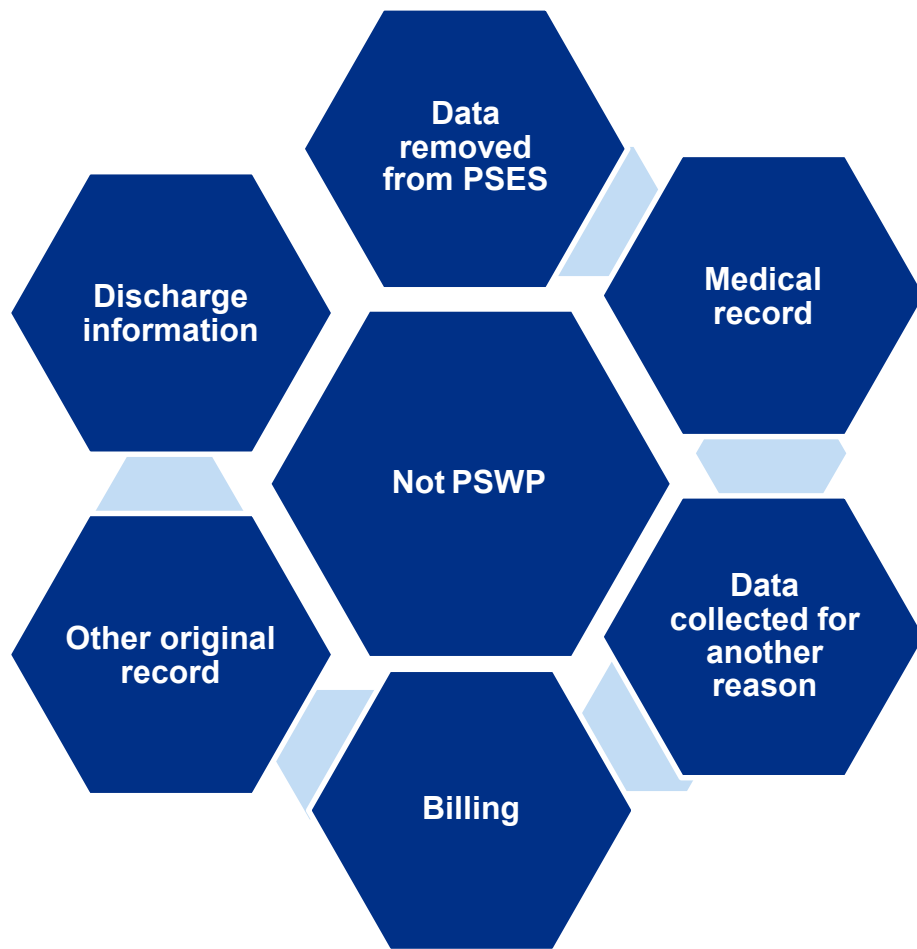 Data
removed
from PSES
Medical
record
Discharge
information
Not PSWP
Data
collected for
another
reason
Other original
record
Billing